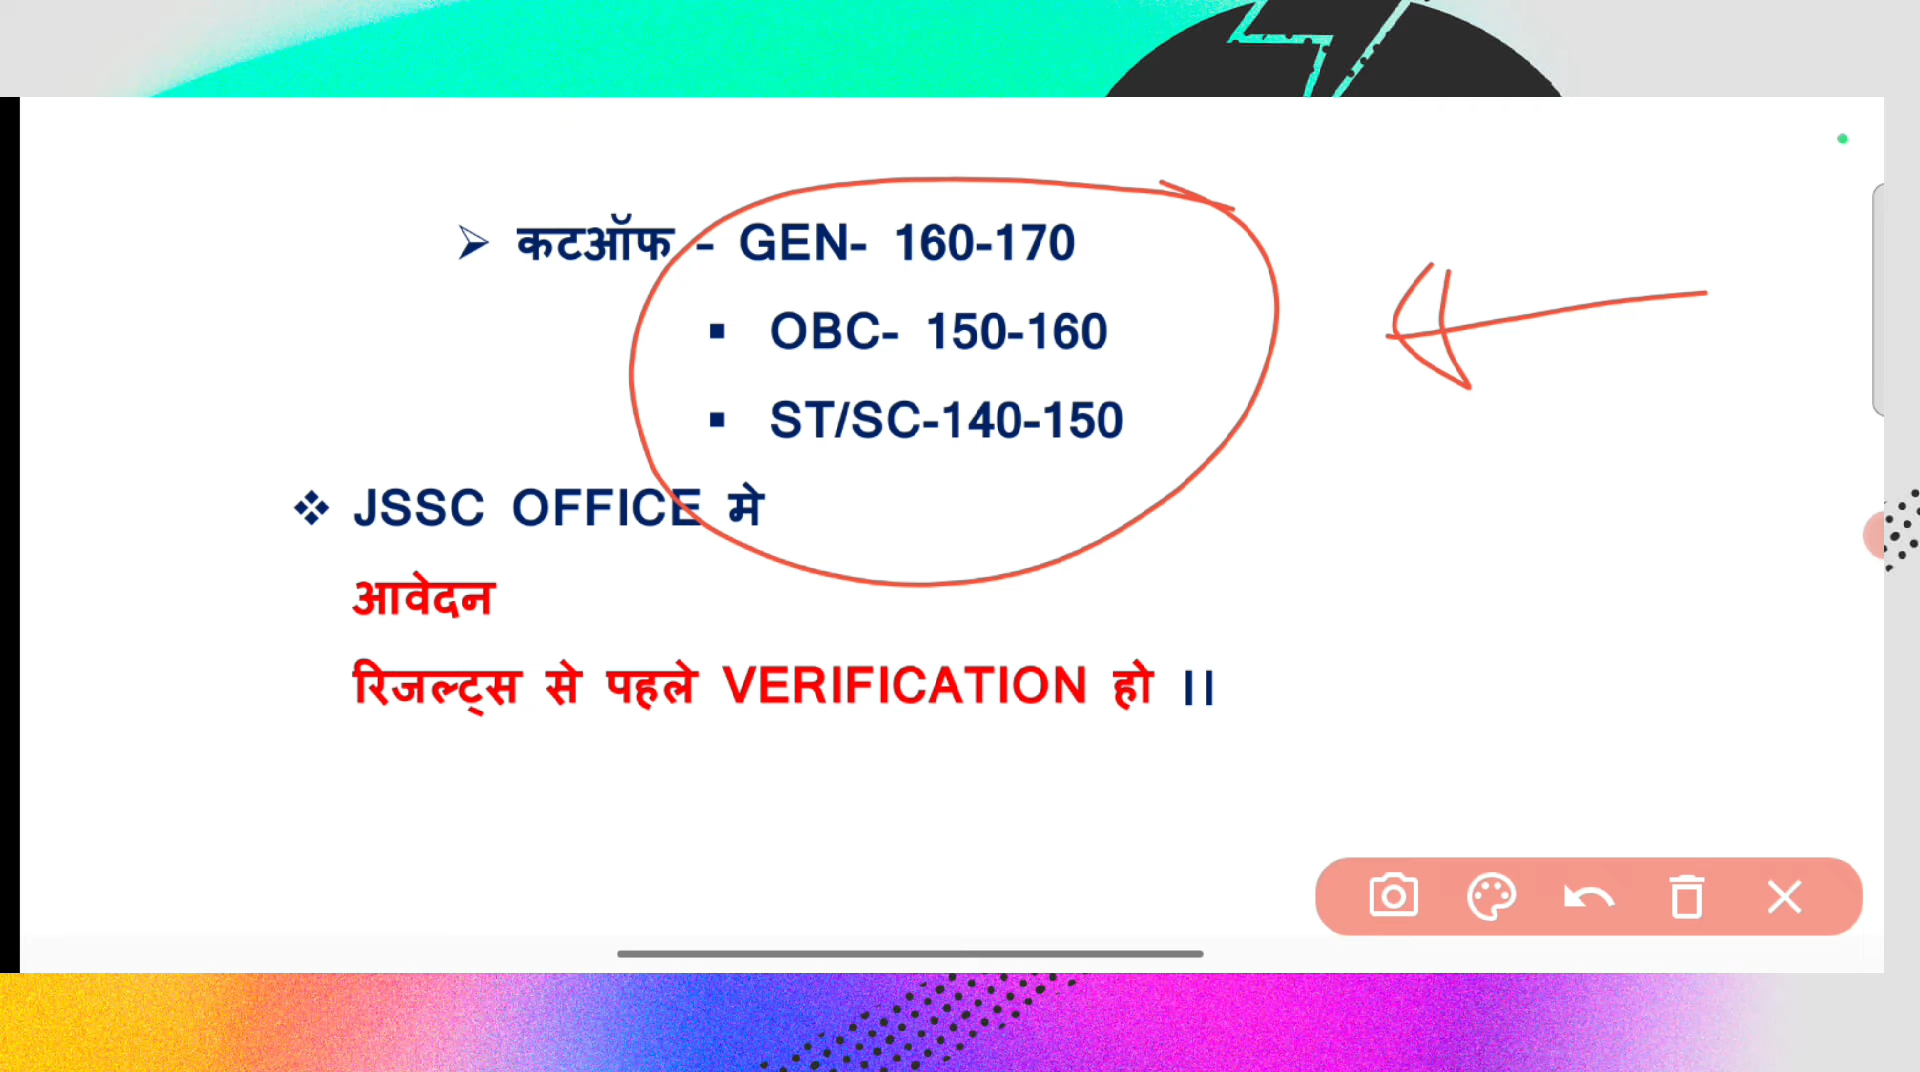 ➢ कटऑफ - GEN- 160-170
▪ OBC- 150-160
▪ ST/SC-140-150
❖ JSSC OFFICE मे
आवेदन
रिजल्ट्स से पहले VERIFICATION हो ।।